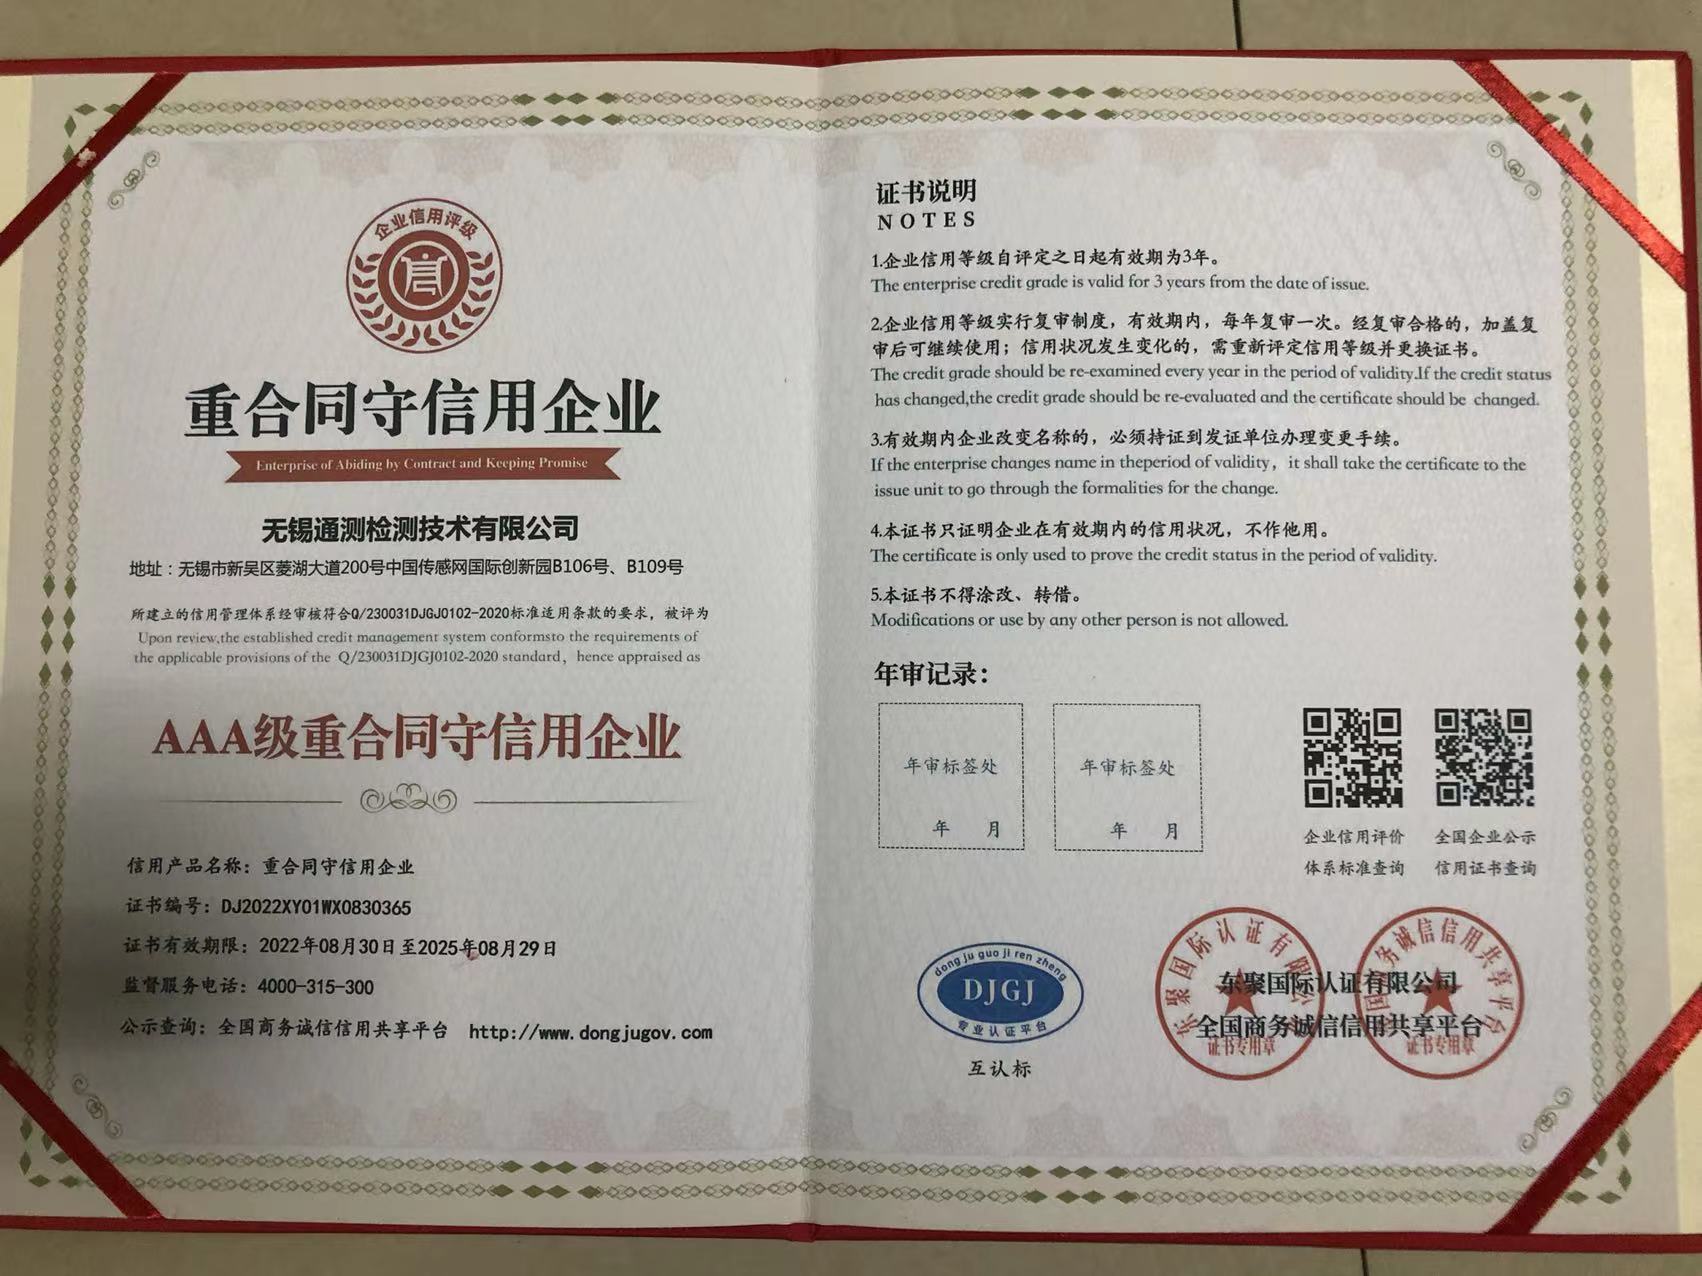 企业信用评级
信
重合同守信用企业
Enterprise of Abiding by Contract and Keeping Promise
无锡通测检测技术有限公司
地址：无锡市新吴区菱湖大道200号中国传感网国际创新园B106号、B109号
所建立的信用管理体系经审核符合Q/230031DJGJ0102-2020标准适用条款的要求，被评为
Upon review,the established credit management system conformsto the requirements of
the applicable provisions of the Q/230031DJGJ0102-2020 standard，hence appraised as
AAA级重合同守信用企业
信用产品名称：重合同守信用企业
证书编号：DJ2022XY01WX0830365
证书有效期限：2022年08月30日至2025年08月29日
监督服务电话：4000-315-300
公示查询：全国商务诚信信用共享平台 http://www.dongjugov.com
证书说明
NOTES
1.企业信用等级自评定之日起有效期为3年。
The enterprise credit grade is valid for 3 years from the date of issue.
2.企业信用等级实行复审制度，有效期内，每年复审一次。经复审合格的，加盖复
审后可继续使用；信用状况发生变化的，需重新评定信用等级并更换证书。
The credit grade should be re-examined every year in the period of validity.If the credit status
has changed,the credit grade should be re-evaluated and the certificate should be changed.
3.有效期内企业改变名称的，必须持证到发证单位办理变更手续。
If the enterprise changes name in theperiod of validity，it shall take the certificate to the
issue unit to go through the formalities for the change.
4.本证书只证明企业在有效期内的信用状况，不作他用。
The certificate is only used to prove the credit status in the period of validity.
5.本证书不得涂改、转借。
Modifications or use by any other person is not allowed.
年审记录：
年审标签处
年 月
年审标签处
年 月
企业信用评价
体系标准查询
全国企业公示
信用证书查询
dong ju guo ji ren zheng
DJGJ
专业认证平台
互认标
东聚国际认证有限公司
证书专用章
全国商务诚信信用共享平台
证书专用章
东聚国际认证有限公司
全国商务诚信信用共享平台